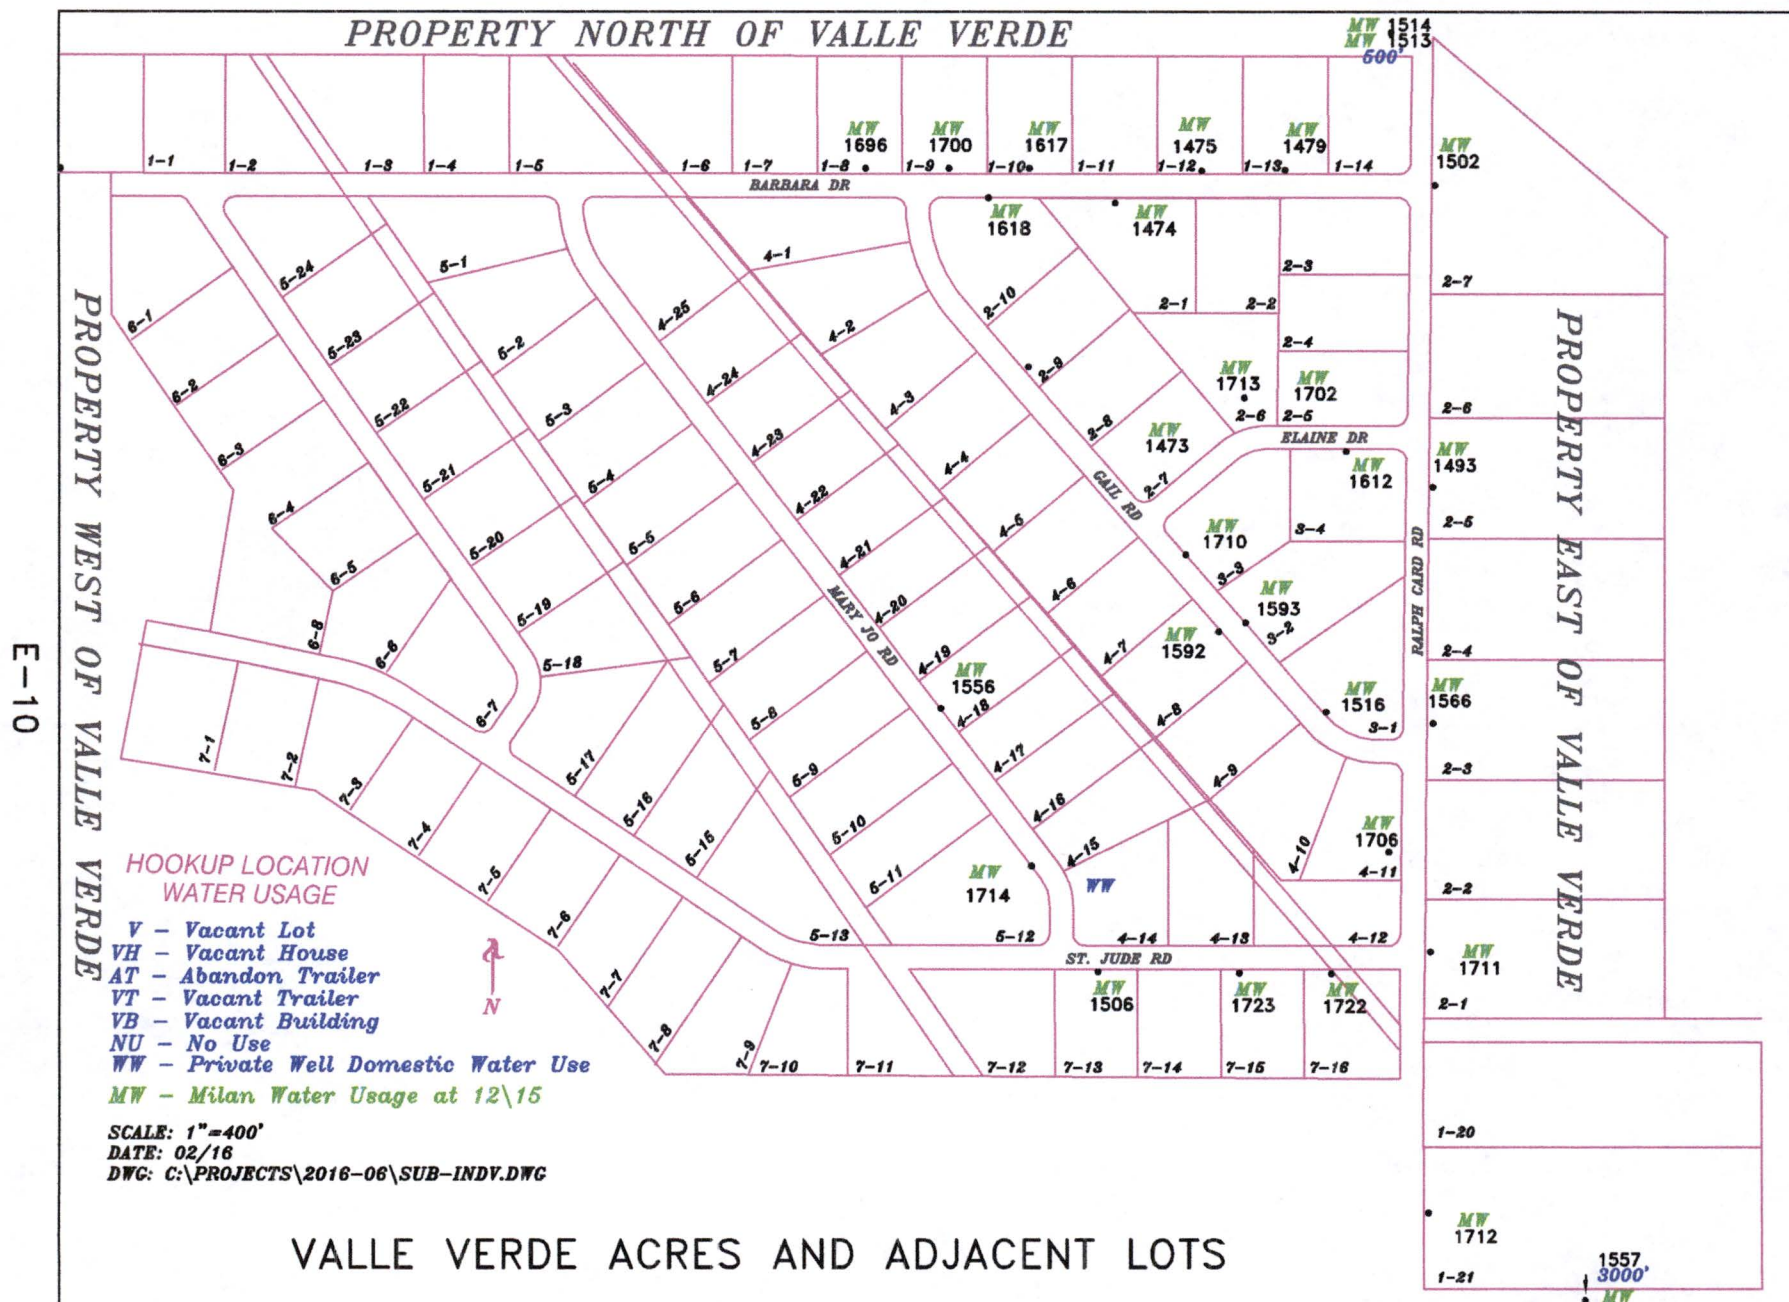 PROPERTY NORTH OF VALLE VERDE
MW 1514
MW 1513
500'
MW
1696
MW
1700
MW
1617
MW
1475
MW
1479
MW
1502
1-1
1-2
1-3
1-4
1-5
1-6
1-7
1-8
1-9
1-10
1-11
1-12
1-13
1-14
BARBARA DR
MW
1618
MW
1474
5-24
5-1
4-1
2-3
2-7
6-1
5-23
5-2
4-25
4-2
2-10
2-1
2-2
2-4
6-2
5-22
5-3
4-24
4-3
2-9
MW
1713
MW
1702
2-6
2-5
2-6
6-3
5-21
5-4
4-23
4-4
2-8
MW
1473
ELAINE DR
MW
1612
MW
1493
6-4
5-20
5-5
4-22
4-5
GAIL RD
2-7
MW
1710
3-4
2-5
6-5
5-19
5-6
4-21
4-6
3-3
RALPH CARD RD
MARY JO RD
4-20
MW
1593
3-2
6-8
6-6
5-18
5-7
4-19
4-7
MW
1592
2-4
MW
1556
4-18
4-8
MW
1516
3-1
MW
1566
6-7
5-8
7-1
7-2
7-3
5-17
5-9
4-17
4-9
2-3
7-4
5-16
5-10
4-16
4-15
4-10
MW
1706
4-11
7-5
5-15
5-11
MW
1714
WW
2-2
7-6
5-13
5-12
4-14
4-13
4-12
ST. JUDE RD
MW
1711
2-1
7-7
7-8
7-9
7-10
7-11
7-12
MW
1506
7-13
7-14
MW
1723
7-15
MW
1722
7-16
PROPERTY WEST OF VALLE VERDE
PROPERTY EAST OF VALLE VERDE
E-10
HOOKUP LOCATION
WATER USAGE
V - Vacant Lot
VH - Vacant House
AT - Abandon Trailer
VT - Vacant Trailer
VB - Vacant Building
NU - No Use
WW - Private Well Domestic Water Use
MW - Milan Water Usage at 12\15
N
SCALE: 1"=400'
DATE: 02/16
DWG: C:\PROJECTS\2016-06\SUB-INDV.DWG
1-20
MW
1712
1-21
1557
3000'
MW
VALLE VERDE ACRES AND ADJACENT LOTS